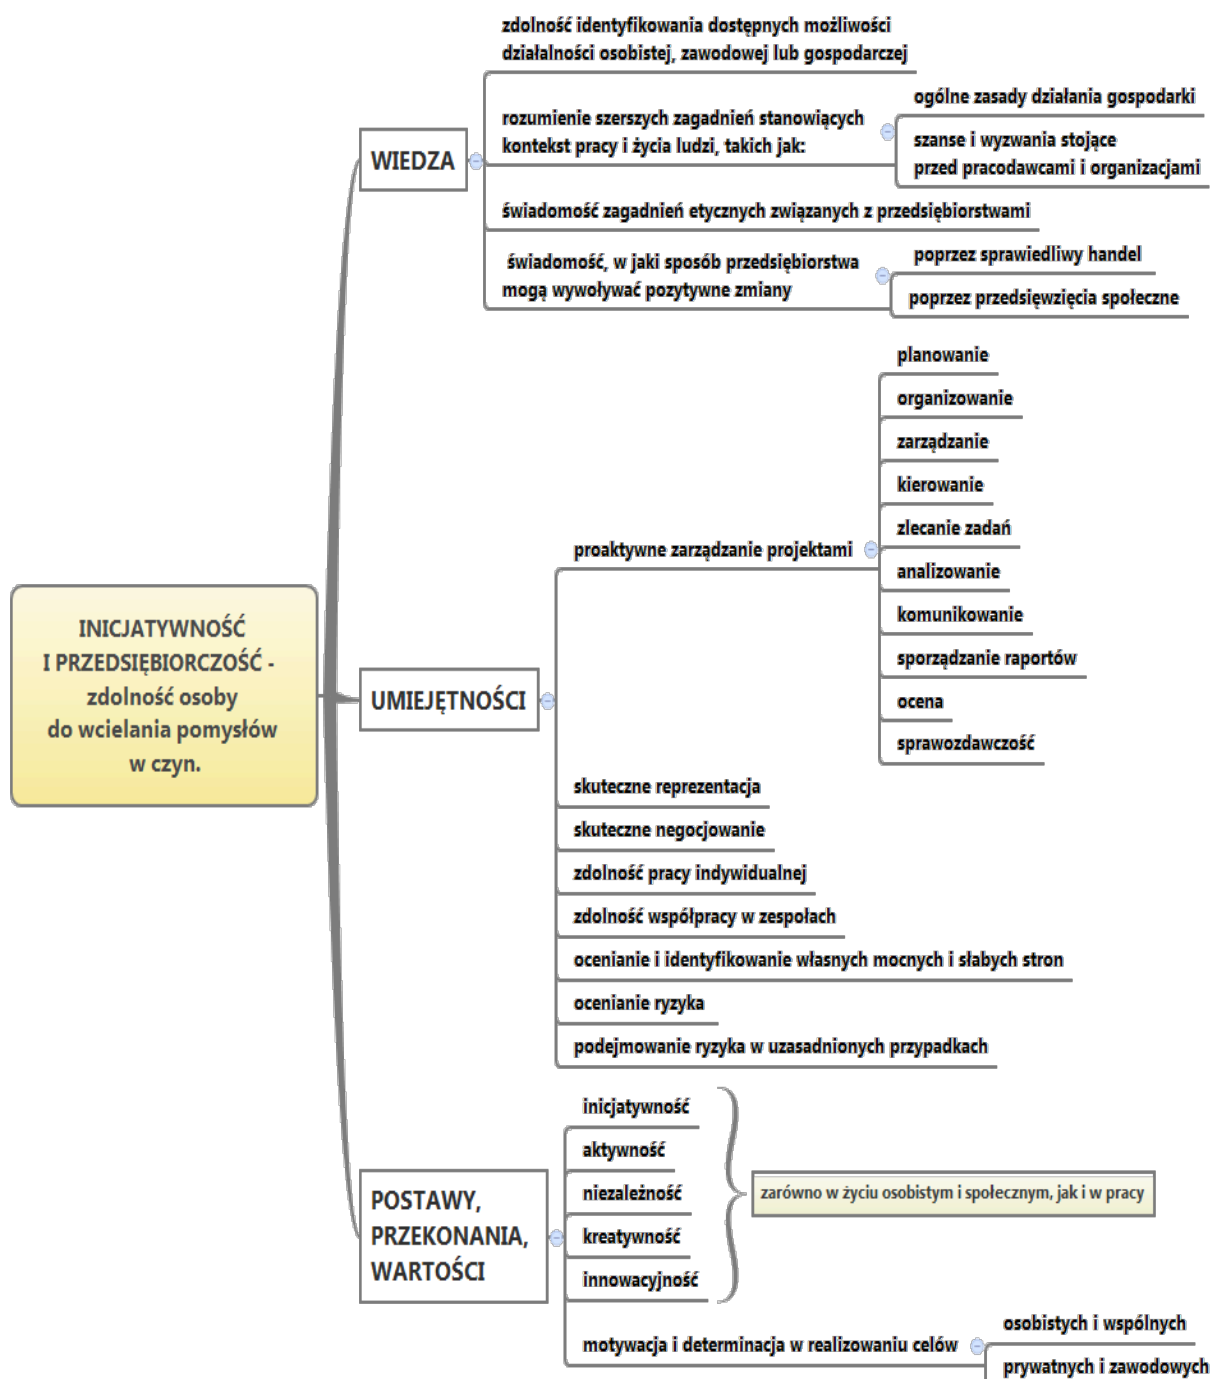 INICJATYWNOŚĆ
I PRZEDSIĘBIORCZOŚĆ -
zdolność osoby
do wcielania pomysłów
w czyn.
WIEDZA
zdolność identyfikowania dostępnych możliwości
działalności osobistej, zawodowej lub gospodarczej
rozumienie szerszych zagadnień stanowiących
kontekst pracy i życia ludzi, takich jak:
ogólne zasady działania gospodarki
szanse i wyzwania stojące
przed pracodawcami i organizacjami
świadomość zagadnień etycznych związanych z przedsiębiorstwami
świadomość, w jaki sposób przedsiębiorstwa
mogą wywoływać pozytywne zmiany
poprzez sprawiedliwy handel
poprzez przedsięwzięcia społeczne
UMIEJĘTNOŚCI
proaktywne zarządzanie projektami
planowanie
organizowanie
zarządzanie
kierowanie
zlecanie zadań
analizowanie
komunikowanie
sporządzanie raportów
ocena
sprawozdawczość
skuteczne reprezentacja
skuteczne negocjowanie
zdolność pracy indywidualnej
zdolność współpracy w zespołach
ocenianie i identyfikowanie własnych mocnych i słabych stron
ocenianie ryzyka
podejmowanie ryzyka w uzasadnionych przypadkach
POSTAWY,
PRZEKONANIA,
WARTOŚCI
inicjatywność
aktywność
niezależność
kreatywność
innowacyjność
zarówno w życiu osobistym i społecznym, jak i w pracy
motywacja i determinacja w realizowaniu celów
osobistych i wspólnych
prywatnych i zawodowych